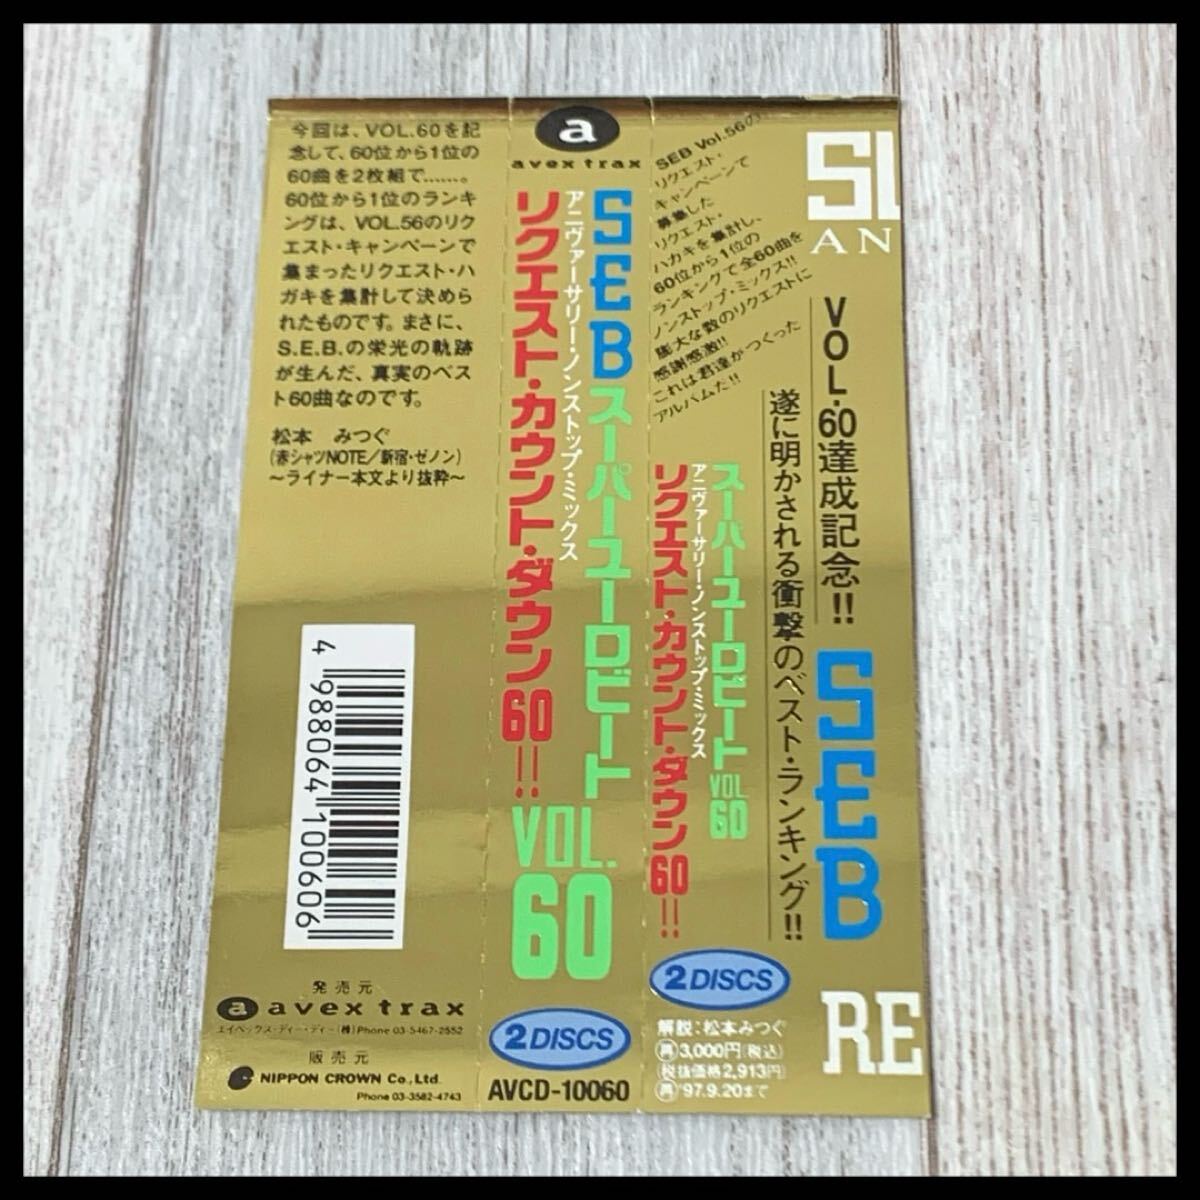 今回は、VOL.60を記
念して、60位から1位の
60曲を2枚組で……。
60位から1位のランキ
ングは、VOL.56のリク
エスト・キャンペーンで
集まったリクエスト・ハ
ガキを集計して決めら
れたものです。まさに、
S.E.B.の栄光の軌跡
が生んだ、真実のベス
ト60曲なのです。
松本 みつぐ
(赤シャツNOTE/新宿・ゼノン)
～ライナー本文より抜粋～
4 988064 100606
発売元
a avex trax
エイベックス・ディー・ディー(株) Phone 03-5467-2552
販売元
NIPPON CROWN Co., Ltd.
Phone 03-3582-4743
a
avex trax
SEBスーパーユーロビート VOL.60
アニヴァーサリー・ノンストップ・ミックス
リクエスト・カウント・ダウン60!!
2 DISCS
AVCD-10060
SEB Vol.56の
リクエスト・
キャンペーンで
募集した
リクエスト・
ハガキを集計し、
60位から1位の
ランキングで全60曲を
ノンストップ・ミックス!!
膨大な数のリクエストに
感謝感激!!
これは君達がつくった
アルバムだ!!
スーパーユーロビート VOL.60
アニヴァーサリー・ノンストップ・ミックス
リクエスト・カウント・ダウン60!!
2 DISCS
解説:松本みつぐ
再 3,000円(税込)
(税抜価格2,913円)
再 '97.9.20まで
AN
VOL.60達成記念!!
遂に明かされる衝撃のベスト・ランキング!!
SEB
RE